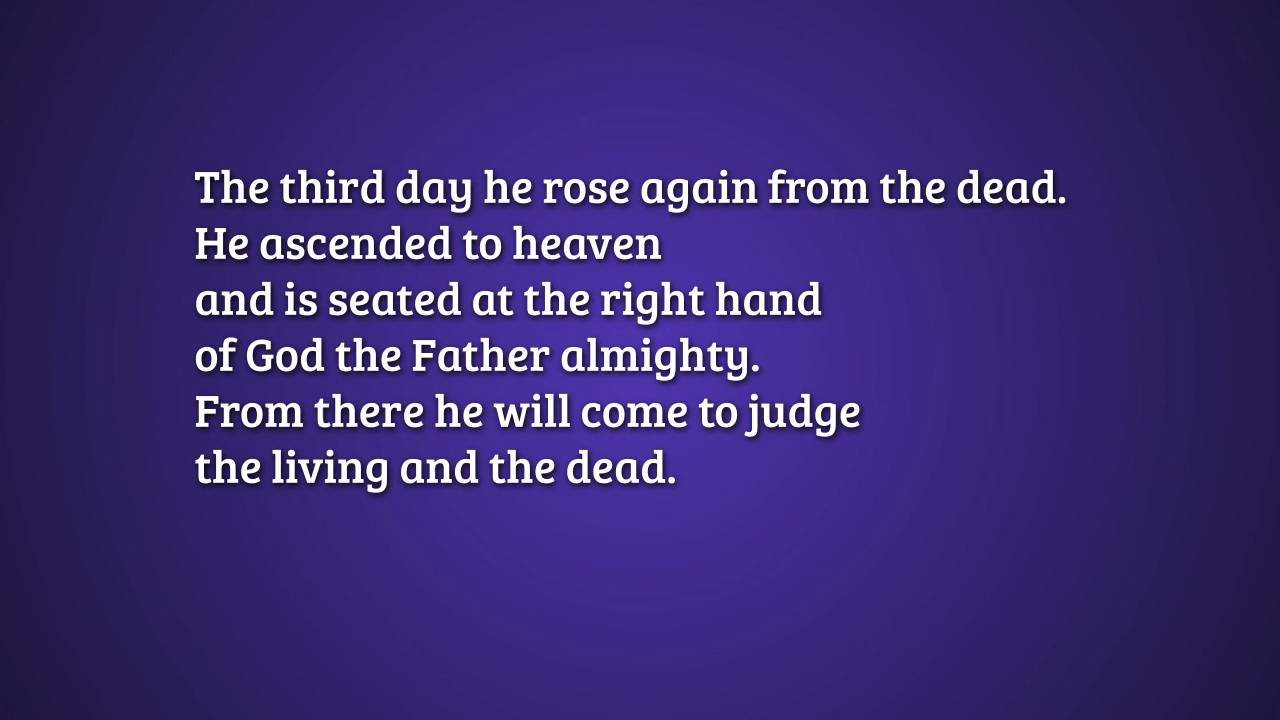 The third day he rose again from the dead.
He ascended to heaven
and is seated at the right hand
of God the Father almighty.
From there he will come to judge
the living and the dead.